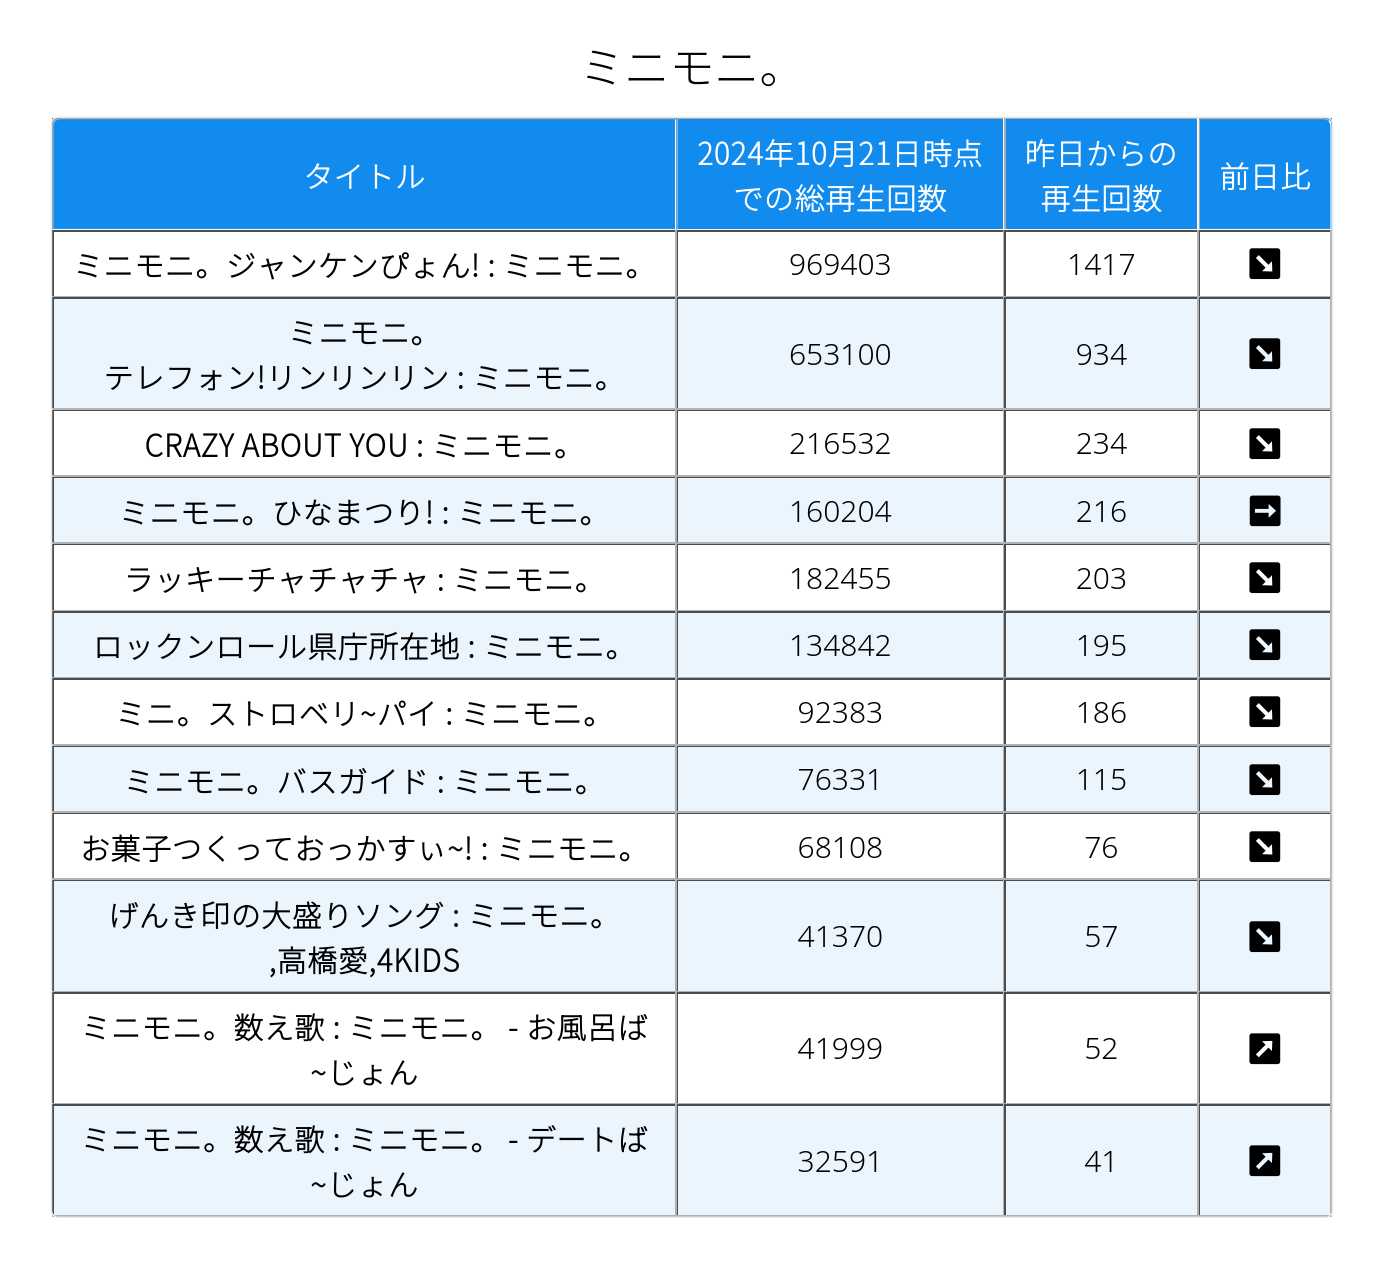 ミニモニ。
タイトル
2024年10月21日時点
での総再生回数
昨日からの
再生回数
前日比
ミニモニ。ジャンケンぴょん! : ミニモニ。
969403
1417
ミニモニ。
テレフォン!リンリンリン : ミニモニ。
653100
934
CRAZY ABOUT YOU : ミニモニ。
216532
234
ミニモニ。ひなまつり! : ミニモニ。
160204
216
ラッキーチャチャチャ : ミニモニ。
182455
203
ロックンロール県庁所在地 : ミニモニ。
134842
195
ミニ。ストロベリ~パイ : ミニモニ。
92383
186
ミニモニ。バスガイド : ミニモニ。
76331
115
お菓子つくっておっかすぃ~! : ミニモニ。
68108
76
げんき印の大盛りソング : ミニモニ。
,高橋愛,4KIDS
41370
57
ミニモニ。数え歌 : ミニモニ。 - お風呂ば
~じょん
41999
52
ミニモニ。数え歌 : ミニモニ。 - デートば
~じょん
32591
41